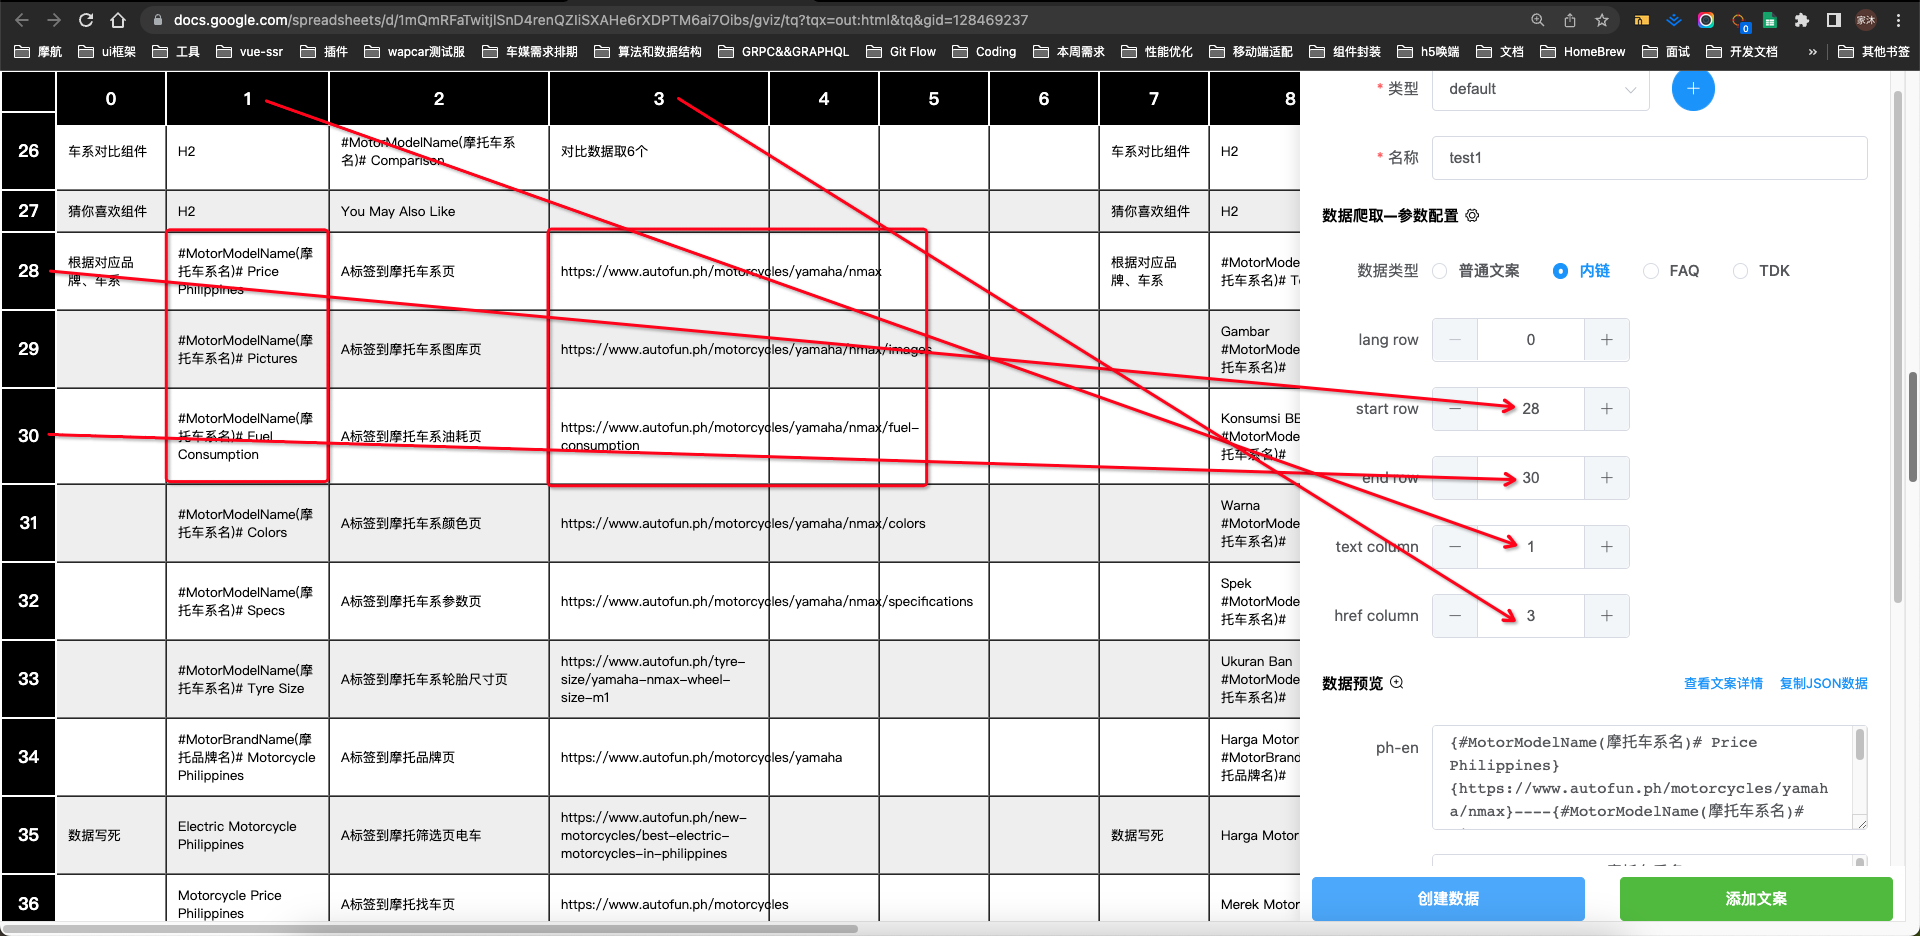 docs.google.com/spreadsheets/d/1mQmRFaTwitjlSnD4renQZIiSXAHe6rXDPTM6ai7Oibs/gviz/tq?tqx=out:html&tq&gid=128469237
0
家沐
摩航 ui框架 工具 vue-ssr 插件 wapcar测试服 车媒需求排期 算法和数据结构 GRPC&&GRAPHQL Git Flow Coding 本周需求 性能优化 移动端适配 组件封装 h5唤端 文档 HomeBrew 面试 开发文档 » 其他书签
0 1 2 3 4 5 6 7 8
26 车系对比组件 H2
#MotorModelName(摩托车系
名)# Comparison
对比数据取6个 车系对比组件 H2
27 猜你喜欢组件 H2 You May Also Like 猜你喜欢组件 H2
28
根据对应品
牌、车系
#MotorModelName(摩
托车系名)# Price
Philippines
A标签到摩托车系页
https://www.autofun.ph/motorcycles/yamaha/nmax
根据对应品
牌、车系
#MotorMode
托车系名)#
29
#MotorModelName(摩
托车系名)# Pictures
A标签到摩托车系图库页
https://www.autofun.ph/motorcycles/yamaha/nmax/images
Gambar
#MotorMode
托车系名)#
30
#MotorModelName(摩
托车系名)# Fuel
Consumption
A标签到摩托车系油耗页
https://www.autofun.ph/motorcycles/yamaha/nmax/fuel-
consumption
Konsumsi BB
#MotorMode
托车系名)#
31
#MotorModelName(摩
托车系名)# Colors
A标签到摩托车系颜色页
https://www.autofun.ph/motorcycles/yamaha/nmax/colors
Warna
#MotorMode
托车系名)#
32
#MotorModelName(摩
托车系名)# Specs
A标签到摩托车系参数页
https://www.autofun.ph/motorcycles/yamaha/nmax/specifications
Spek
#MotorMode
托车系名)#
33
#MotorModelName(摩
托车系名)# Tyre Size
A标签到摩托车系轮胎尺寸页
https://www.autofun.ph/tyre-
size/yamaha-nmax-wheel-
size-m1
Ukuran Ban
#MotorMode
托车系名)#
34
#MotorBrandName(摩
托品牌名)# Motorcycle
Philippines
A标签到摩托品牌页
https://www.autofun.ph/motorcycles/yamaha
Harga Motor
#MotorBrand
托品牌名)#
35 数据写死
Electric Motorcycle
Philippines
A标签到摩托筛选页电车
https://www.autofun.ph/new-
motorcycles/best-electric-
motorcycles-in-philippines
数据写死 Harga Motor
36
Motorcycle Price
Philippines
A标签到摩托找车页
https://www.autofun.ph/motorcycles
Merek Motor
* 类型 default +
* 名称 test1
数据爬取—参数配置
数据类型 普通文案 内链 FAQ TDK
lang row — 0 +
start row — 28 +
end row 30 +
text column — 1 +
href column — 3 +
数据预览 查看文案详情 复制JSON数据
ph-en
{#MotorModelName(摩托车系名)# Price
Philippines}
{https://www.autofun.ph/motorcycles/yamah
a/nmax}----{#MotorModelName(摩托车系名)#
创建数据 添加文案